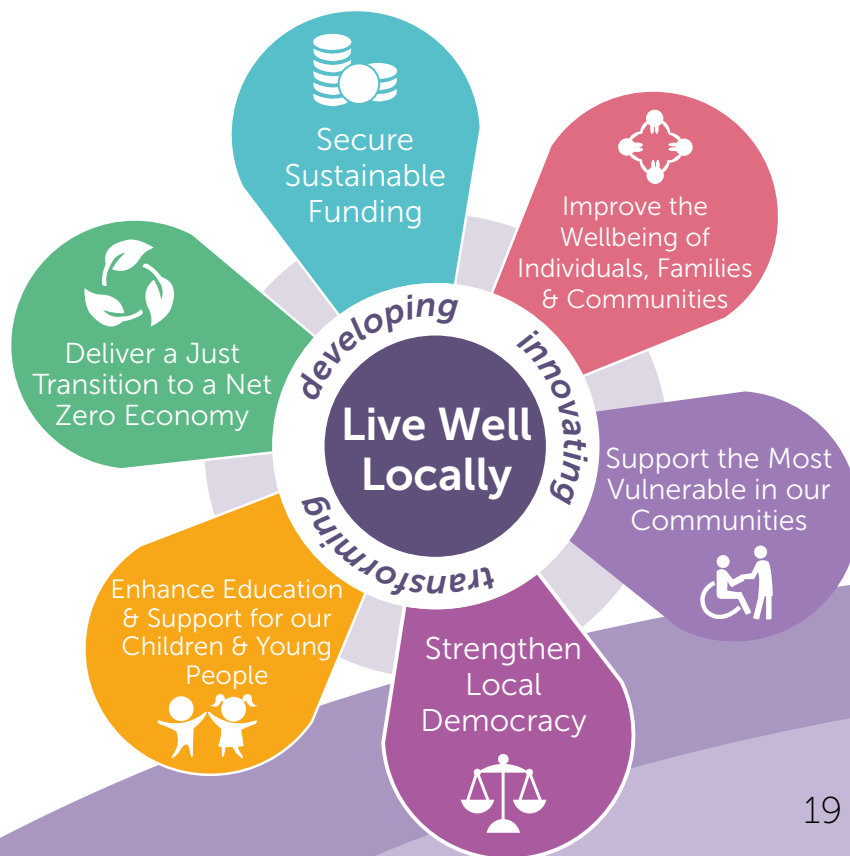 Secure
Sustainable
Funding
Improve the
Wellbeing of
Individuals, Families
& Communities
Support the Most
Vulnerable in our
Communities
Strengthen
Local
Democracy
Enhance Education
& Support for our
Children & Young
People
Deliver a Just
Transition to a Net
Zero Economy
developing
innovating
transforming
Live Well
Locally
19